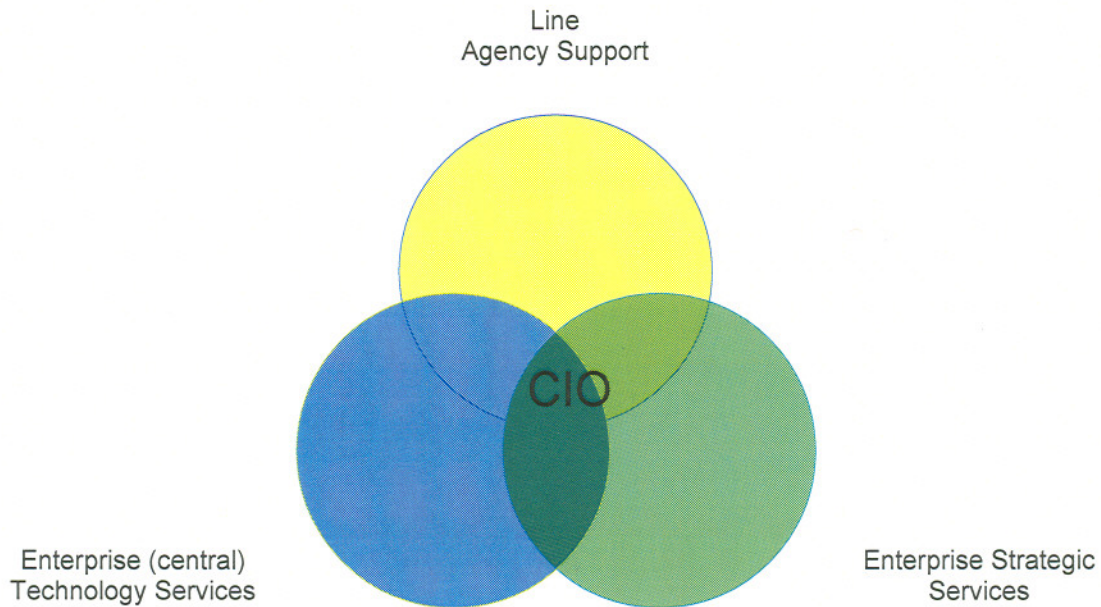 Line
Agency Support
CIO
Enterprise (central)
Technology Services
Enterprise Strategic
Services